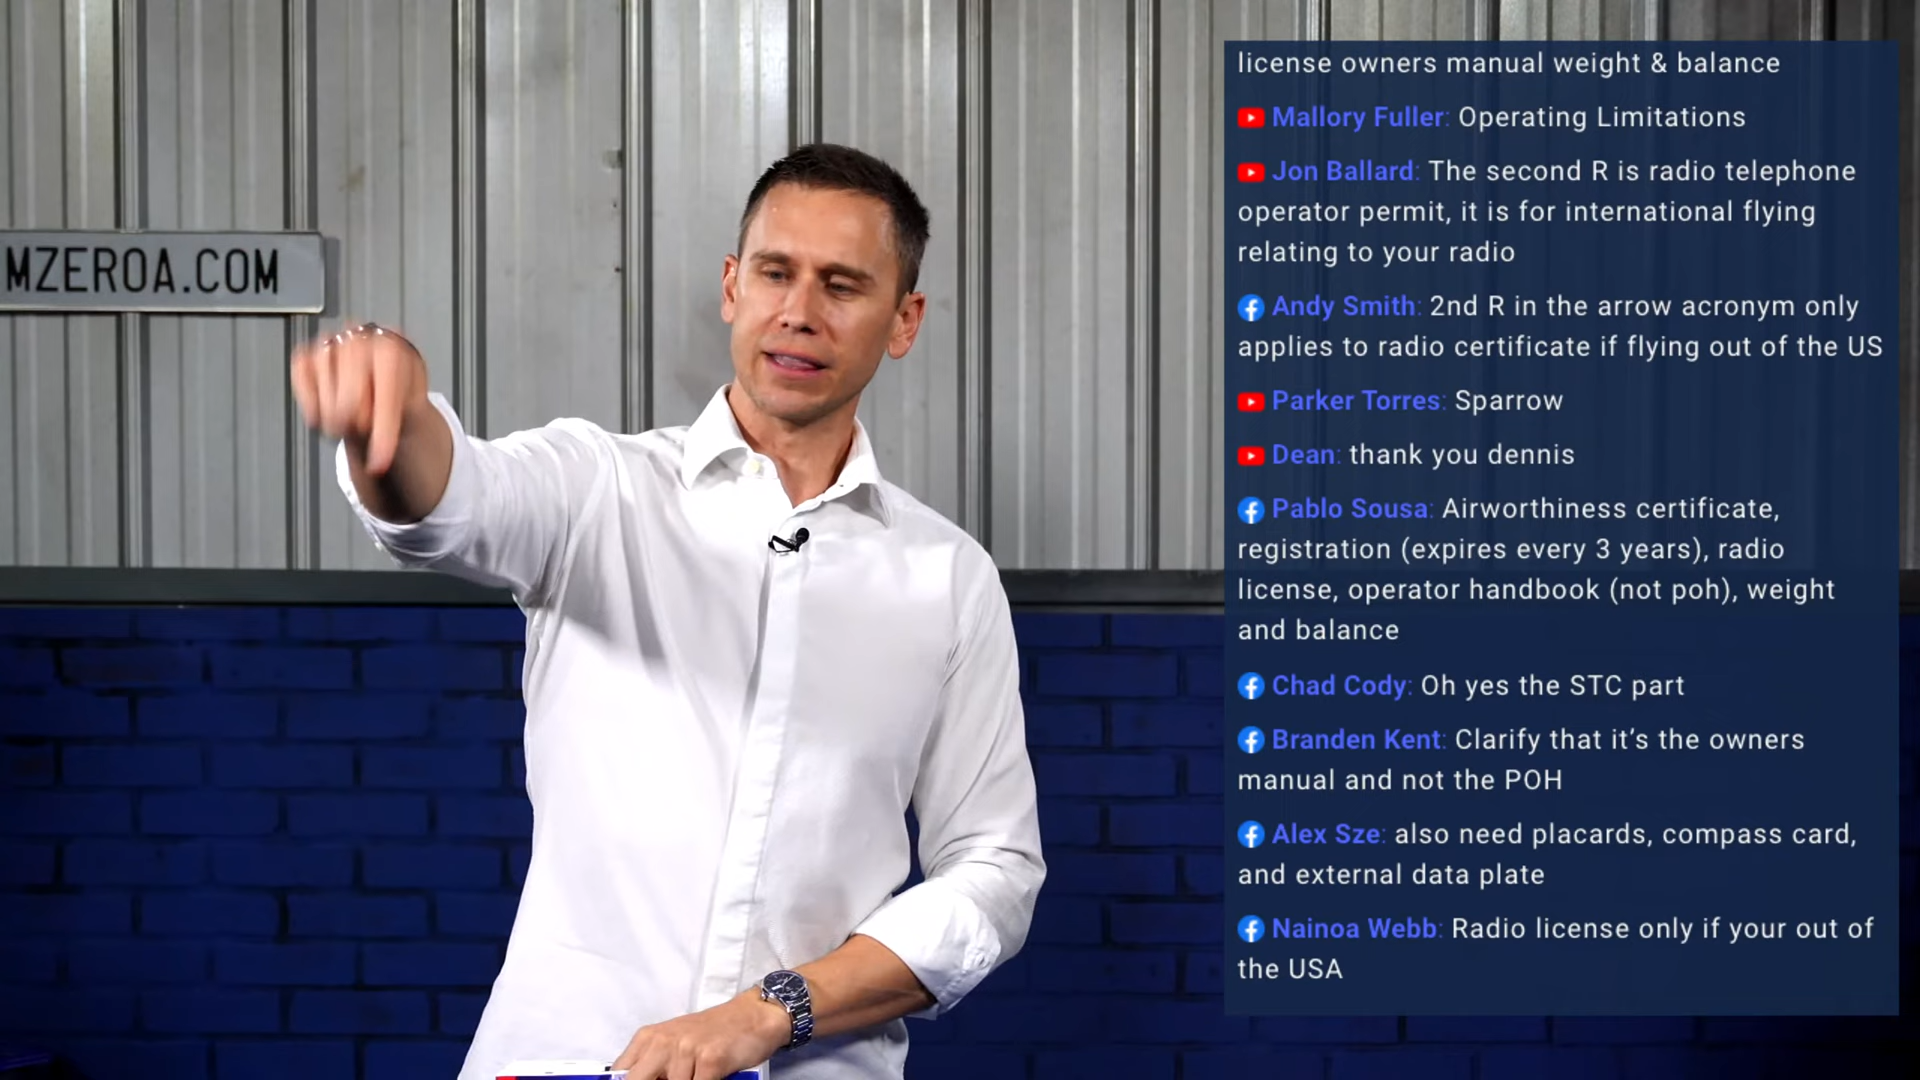 MZEROA.COM
license owners manual weight & balance
Mallory Fuller: Operating Limitations
Jon Ballard: The second R is radio telephone
operator permit, it is for international flying
relating to your radio
Andy Smith: 2nd R in the arrow acronym only
applies to radio certificate if flying out of the US
Parker Torres: Sparrow
Dean: thank you dennis
Pablo Sousa: Airworthiness certificate,
registration (expires every 3 years), radio
license, operator handbook (not poh), weight
and balance
Chad Cody: Oh yes the STC part
Branden Kent: Clarify that it’s the owners
manual and not the POH
Alex Sze: also need placards, compass card,
and external data plate
Nainoa Webb: Radio license only if your out of
the USA